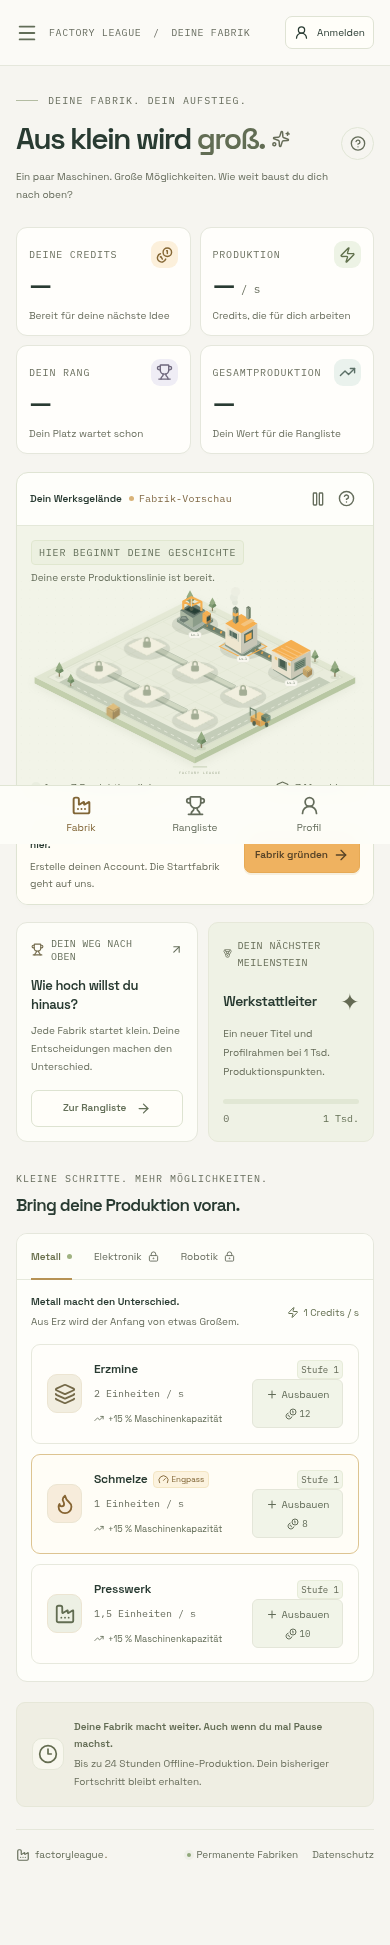 FACTORY LEAGUE / DEINE FABRIK
Anmelden
DEINE FABRIK. DEIN AUFSTIEG.
Aus klein wird groß.
Ein paar Maschinen. Große Möglichkeiten. Wie weit baust du dich
nach oben?
DEINE CREDITS
—
Bereit für deine nächste Idee
PRODUKTION
— / s
Credits, die für dich arbeiten
DEIN RANG
—
Dein Platz wartet schon
GESAMTPRODUKTION
—
Dein Wert für die Rangliste
Dein Werksgelände
Fabrik-Vorschau
HIER BEGINNT DEINE GESCHICHTE
Deine erste Produktionslinie ist bereit.
FACTORY LEAGUE
Fabrik
Rangliste
Profil
hier.
Erstelle deinen Account. Die Startfabrik
geht auf uns.
Fabrik gründen
DEIN WEG NACH
OBEN
Wie hoch willst du
hinaus?
Jede Fabrik startet klein. Deine
Entscheidungen machen den
Unterschied.
Zur Rangliste
DEIN NÄCHSTER
MEILENSTEIN
Werkstattleiter
Ein neuer Titel und
Profilrahmen bei 1 Tsd.
Produktionspunkten.
0
1 Tsd.
KLEINE SCHRITTE. MEHR MÖGLICHKEITEN.
Bring deine Produktion voran.
Metall
Elektronik
Robotik
Metall macht den Unterschied.
Aus Erz wird der Anfang von etwas Großem.
1 Credits / s
Erzmine
2 Einheiten / s
+15 % Maschinenkapazität
Stufe 1
Ausbauen
12
Schmelze
Engpass
1 Einheiten / s
+15 % Maschinenkapazität
Stufe 1
Ausbauen
8
Presswerk
1,5 Einheiten / s
+15 % Maschinenkapazität
Stufe 1
Ausbauen
10
Deine Fabrik macht weiter. Auch wenn du mal Pause
machst.
Bis zu 24 Stunden Offline-Produktion. Dein bisheriger
Fortschritt bleibt erhalten.
factoryleague.
Permanente Fabriken
Datenschutz